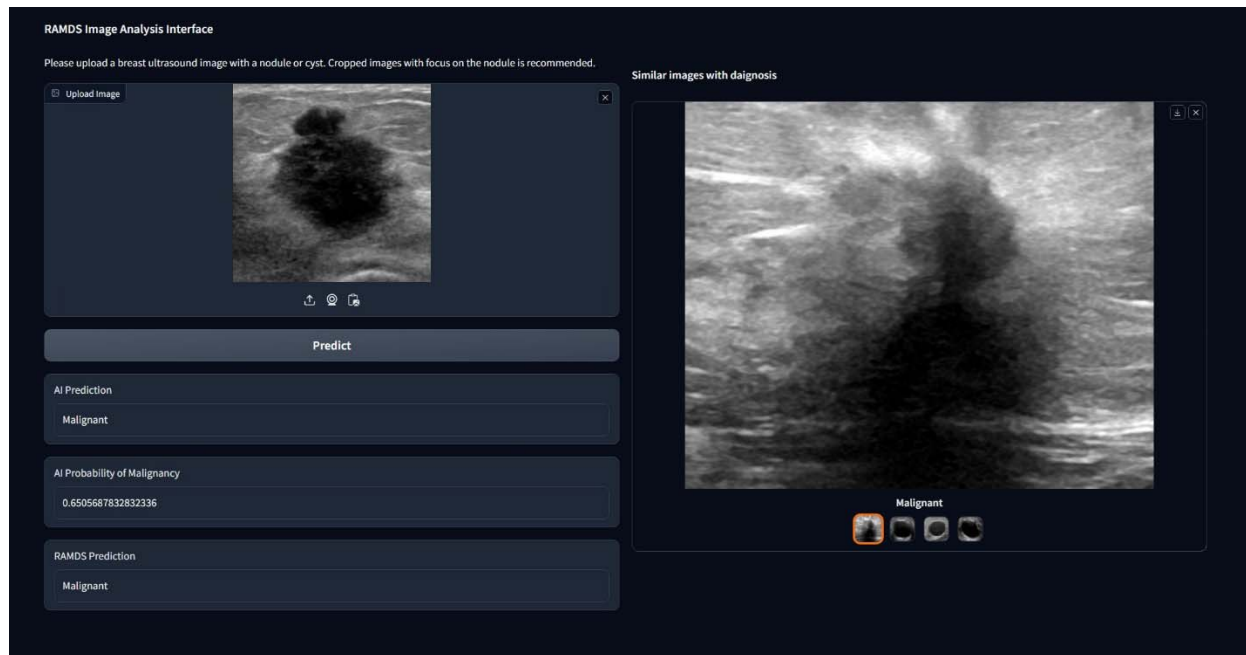 RAMDS Image Analysis Interface
Please upload a breast ultrasound image with a nodule or cyst. Cropped images with focus on the nodule is recommended.
Upload Image
Predict
AI Prediction
Malignant
AI Probability of Malignancy
0.6505687832832336
RAMDS Prediction
Malignant
Similar images with daignosis
Malignant